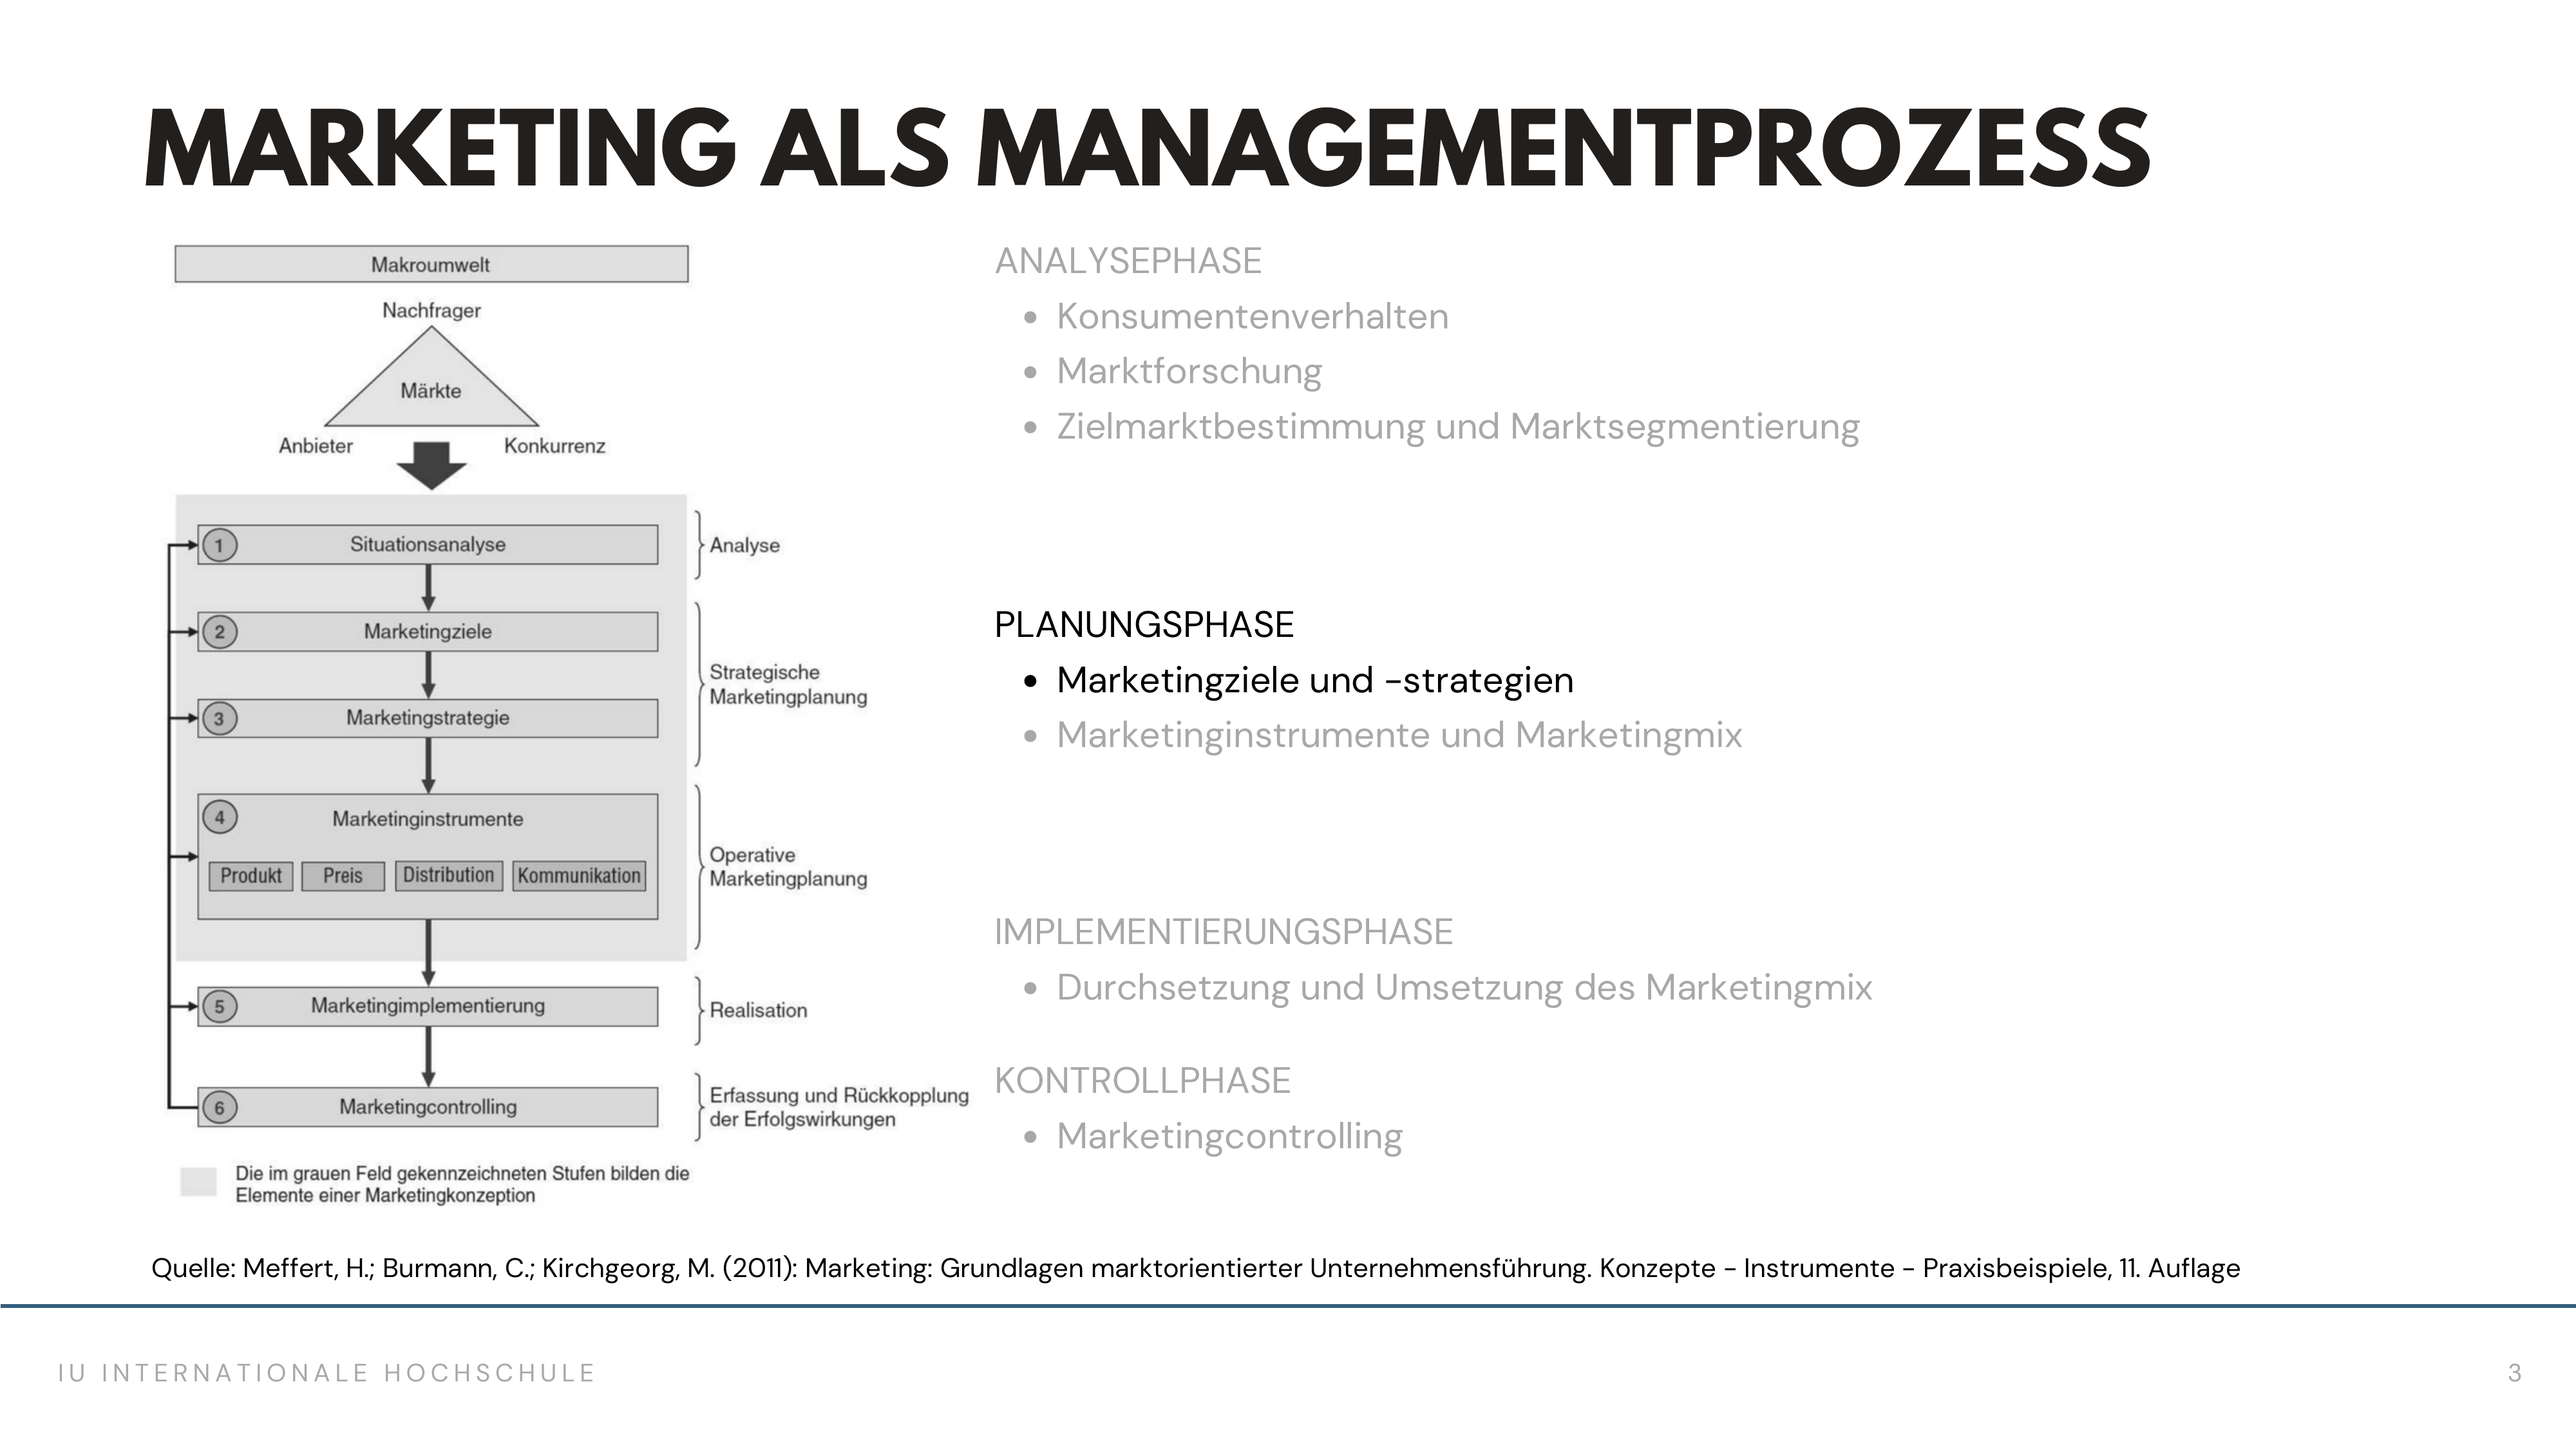 MARKETING ALS MANAGEMENTPROZESS
Makroumwelt
Nachfrager
Märkte
Anbieter
Konkurrenz
1
Situationsanalyse
Analyse
2
Marketingziele
Strategische
Marketingplanung
3
Marketingstrategie
4
Marketinginstrumente
Produkt
Preis
Distribution
Kommunikation
Operative
Marketingplanung
5
Marketingimplementierung
Realisation
6
Marketingcontrolling
Erfassung und Rückkopplung
der Erfolgswirkungen
Die im grauen Feld gekennzeichneten Stufen bilden die
Elemente einer Marketingkonzeption
ANALYSEPHASE
• Konsumentenverhalten
• Marktforschung
• Zielmarktbestimmung und Marktsegmentierung
PLANUNGSPHASE
• Marketingziele und -strategien
• Marketinginstrumente und Marketingmix
IMPLEMENTIERUNGSPHASE
• Durchsetzung und Umsetzung des Marketingmix
KONTROLLPHASE
• Marketingcontrolling
Quelle: Meffert, H.; Burmann, C.; Kirchgeorg, M. (2011): Marketing: Grundlagen marktorientierter Unternehmensführung. Konzepte - Instrumente - Praxisbeispiele, 11. Auflage
IU INTERNATIONALE HOCHSCHULE
3